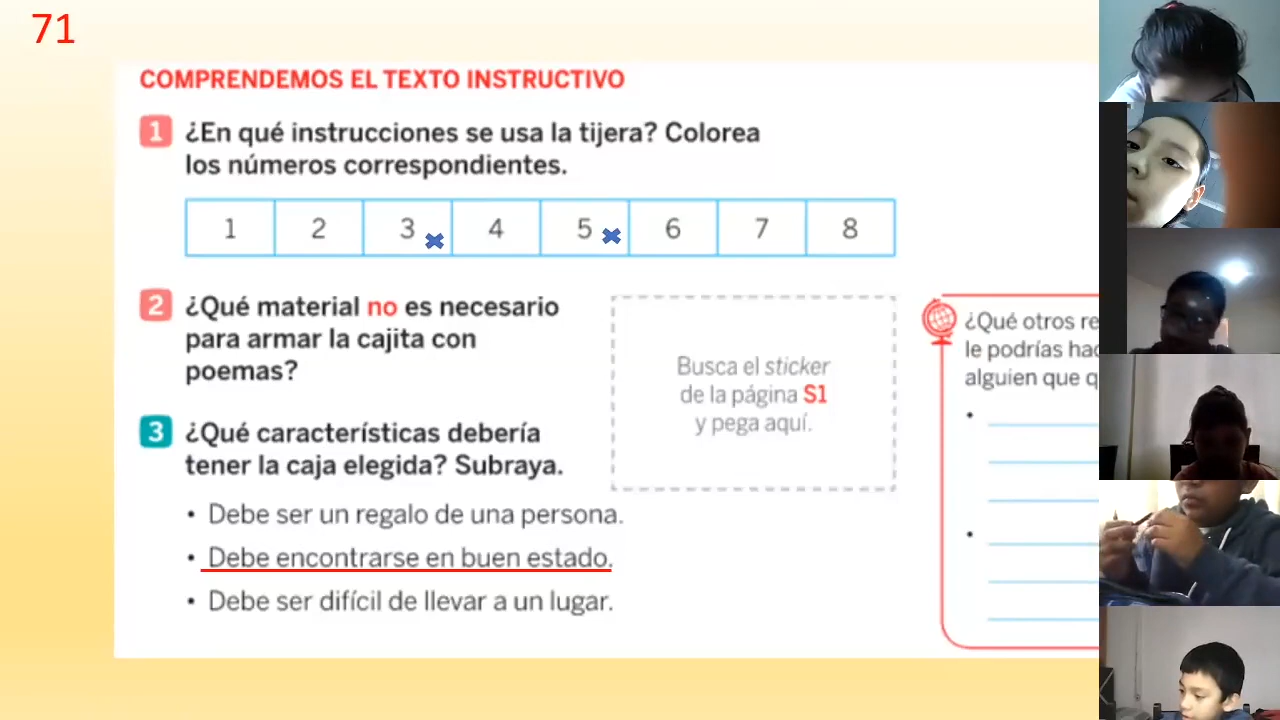 71
COMPRENDEMOS EL TEXTO INSTRUCTIVO
1 ¿En qué instrucciones se usa la tijera? Colorea
los números correspondientes.
1 2 3 4 5 6 7 8
2 ¿Qué material no es necesario
para armar la cajita con
poemas?
Busca el sticker
de la página S1
y pega aquí.
3 ¿Qué características debería
tener la caja elegida? Subraya.
• Debe ser un regalo de una persona.
• Debe encontrarse en buen estado.
• Debe ser difícil de llevar a un lugar.
¿Qué otros re
le podrías hac
alguien que q